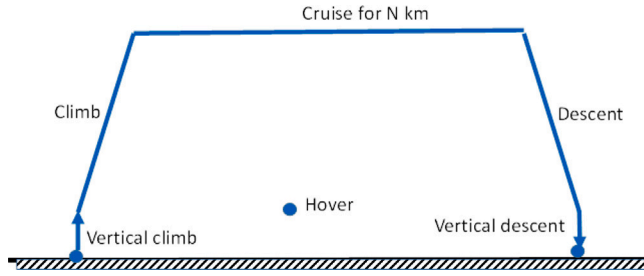 Cruise for N km
Climb
Descent
Hover
Vertical climb
Vertical descent